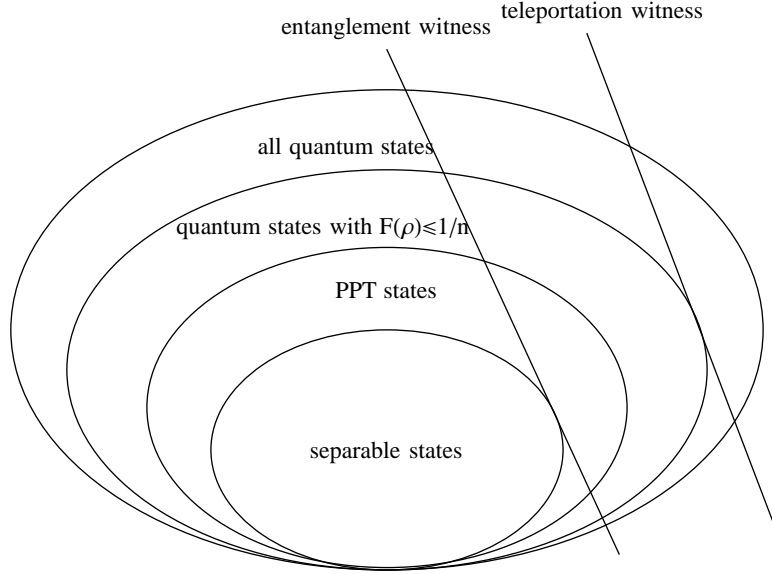 teleportation witness
entanglement witness
all quantum states
quantum states with F(ρ)⩽1/n
PPT states
separable states